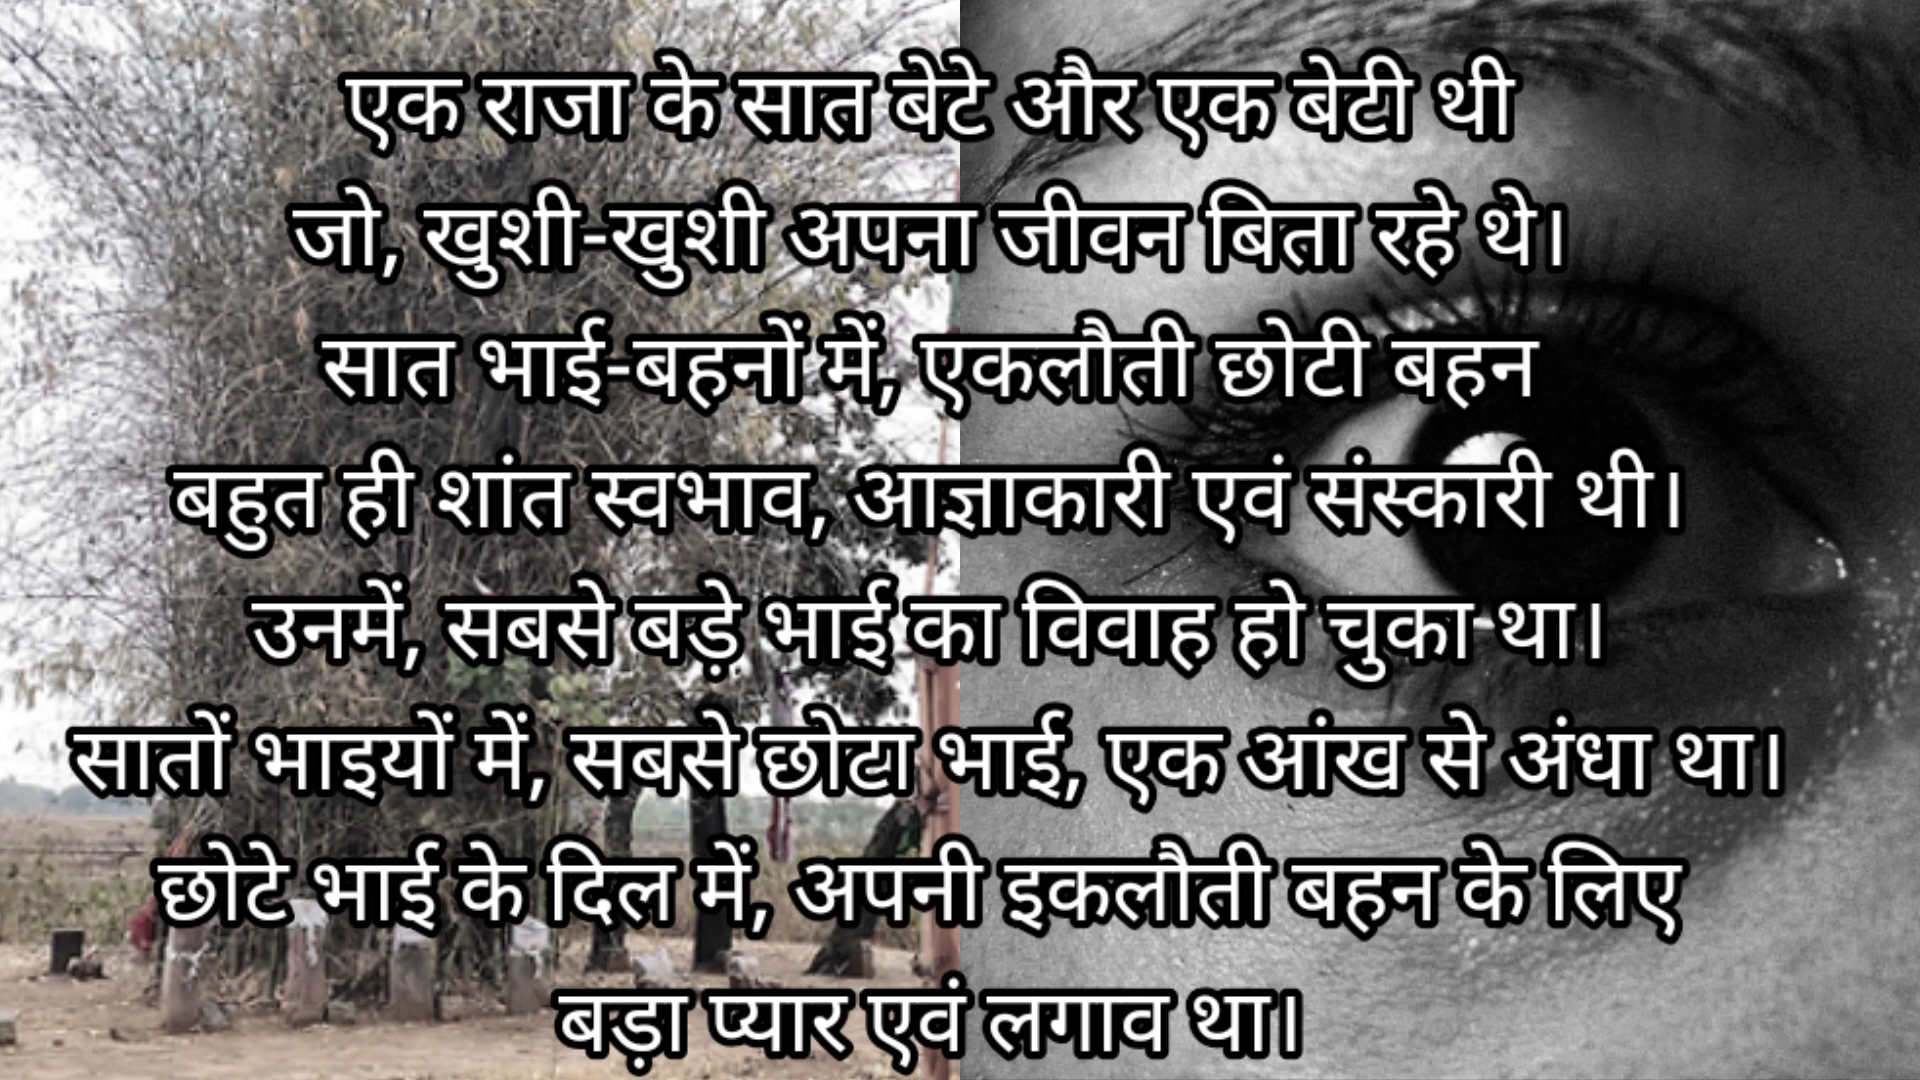 एक राजा के सात बेटे और एक बेटी थी
जो, खुशी-खुशी अपना जीवन बिता रहे थे।
सात भाई-बहनों में, एकलौती छोटी बहन
बहुत ही शांत स्वभाव, आज्ञाकारी एवं संस्कारी थी।
उनमें, सबसे बड़े भाई का विवाह हो चुका था।
सातों भाइयों में, सबसे छोटा भाई, एक आंख से अंधा था।
छोटे भाई के दिल में, अपनी इकलौती बहन के लिए
बड़ा प्यार एवं लगाव था।